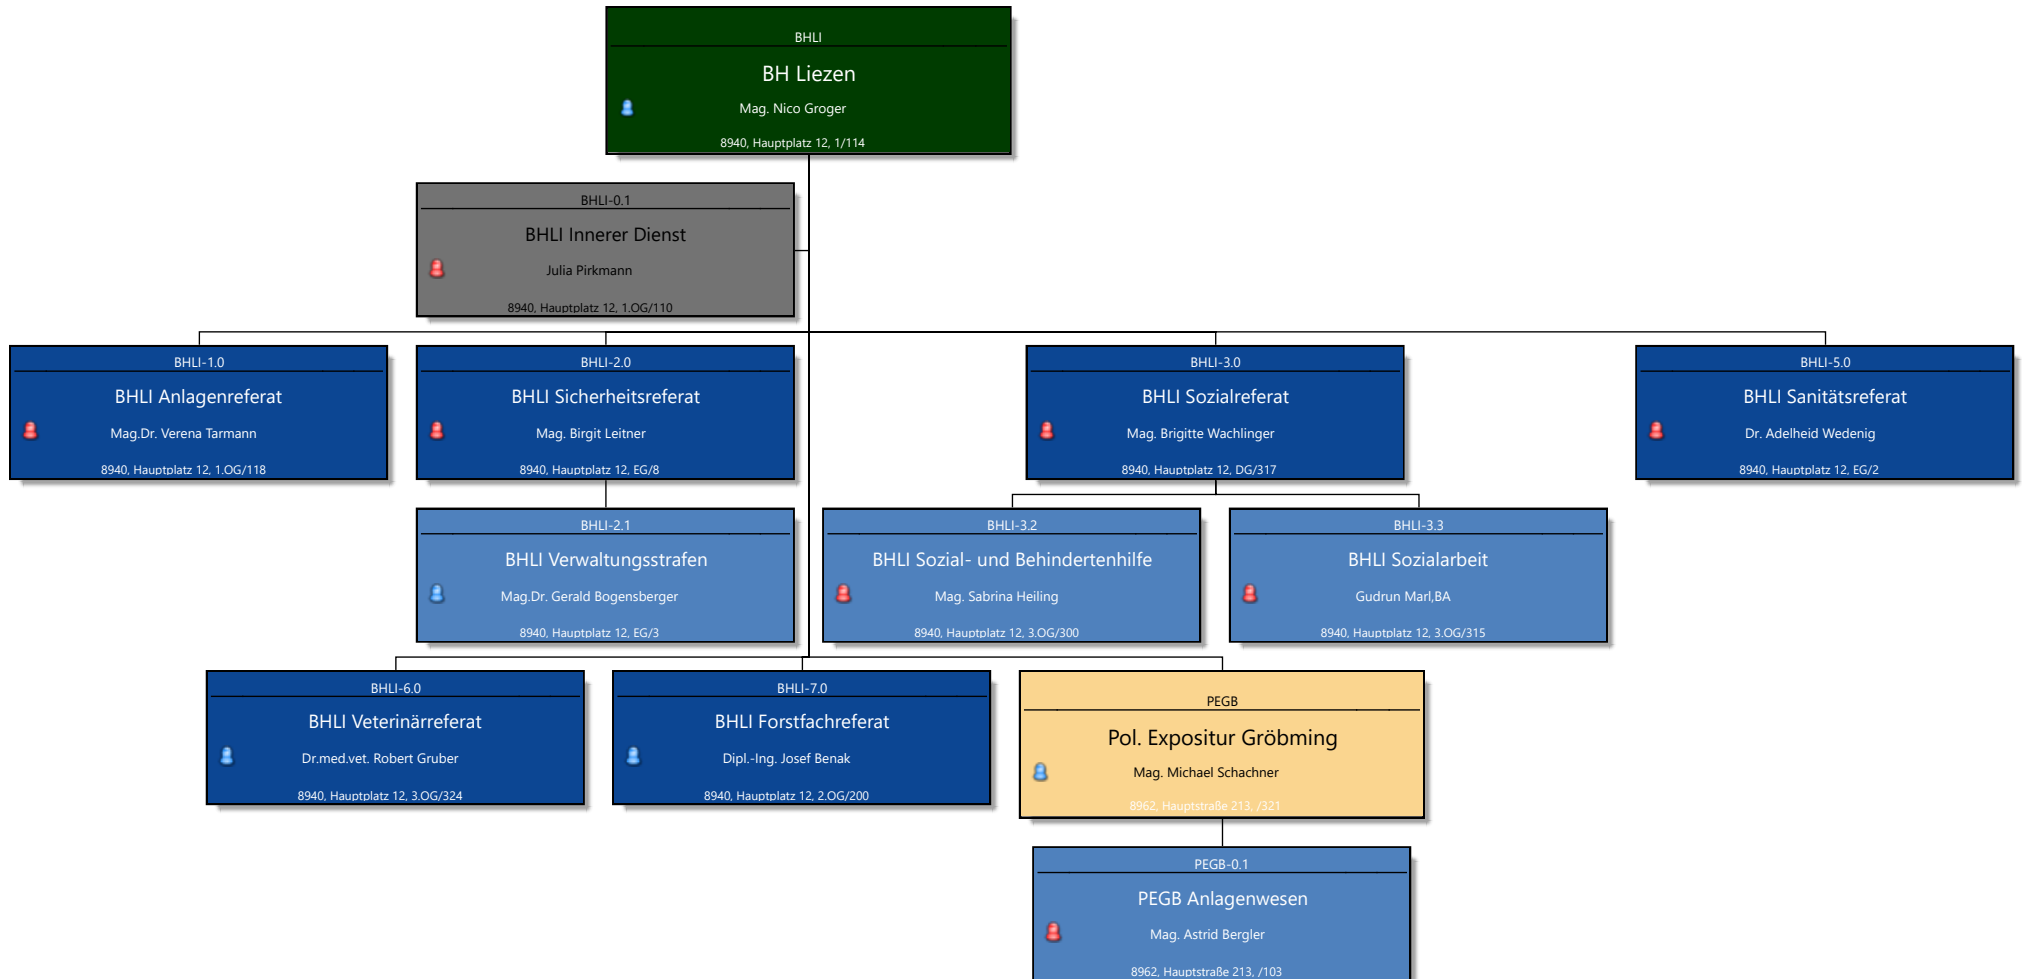 BHLI
BH Liezen
Mag. Nico Groger
8940, Hauptplatz 12, 1/114
BHLI-0.1
BHLI Innerer Dienst
Julia Pirkmann
8940, Hauptplatz 12, 1.OG/110
BHLI-1.0
BHLI Anlagenreferat
Mag.Dr. Verena Tarmann
8940, Hauptplatz 12, 1.OG/118
BHLI-2.0
BHLI Sicherheitsreferat
Mag. Birgit Leitner
8940, Hauptplatz 12, EG/8
BHLI-3.0
BHLI Sozialreferat
Mag. Brigitte Wachlinger
8940, Hauptplatz 12, DG/317
BHLI-5.0
BHLI Sanitätsreferat
Dr. Adelheid Wedenig
8940, Hauptplatz 12, EG/2
BHLI-2.1
BHLI Verwaltungsstrafen
Mag.Dr. Gerald Bogensberger
8940, Hauptplatz 12, EG/3
BHLI-3.2
BHLI Sozial- und Behindertenhilfe
Mag. Sabrina Heiling
8940, Hauptplatz 12, 3.OG/300
BHLI-3.3
BHLI Sozialarbeit
Gudrun Marl,BA
8940, Hauptplatz 12, 3.OG/315
BHLI-6.0
BHLI Veterinärreferat
Dr.med.vet. Robert Gruber
8940, Hauptplatz 12, 3.OG/324
BHLI-7.0
BHLI Forstfachreferat
Dipl.-Ing. Josef Benak
8940, Hauptplatz 12, 2.OG/200
PEGB
Pol. Expositur Gröbming
Mag. Michael Schachner
8962, Hauptstraße 213, /321
PEGB-0.1
PEGB Anlagenwesen
Mag. Astrid Bergler
8962, Hauptstraße 213, /103